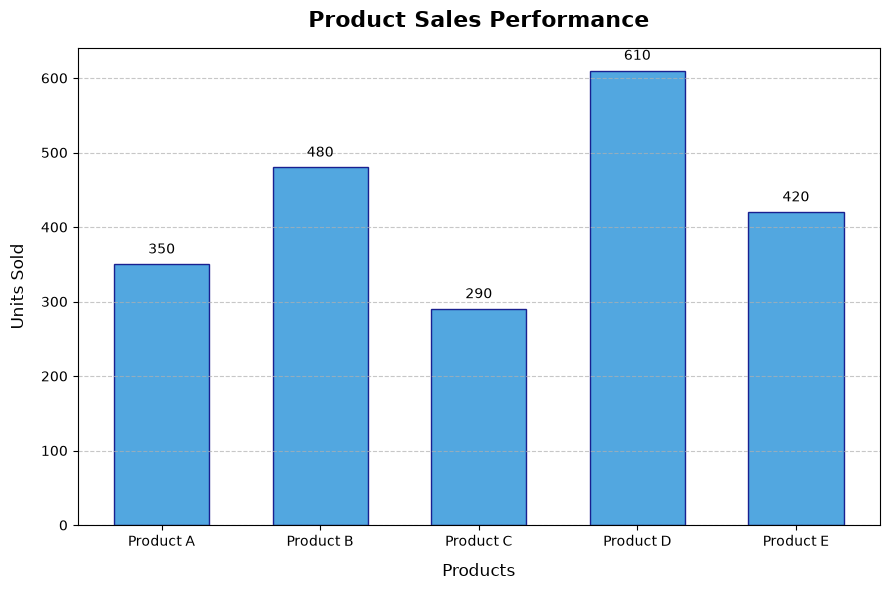 Product Sales Performance
Units Sold
600
500
400
300
200
100
0
350
480
290
610
420
Product A
Product B
Product C
Product D
Product E
Products